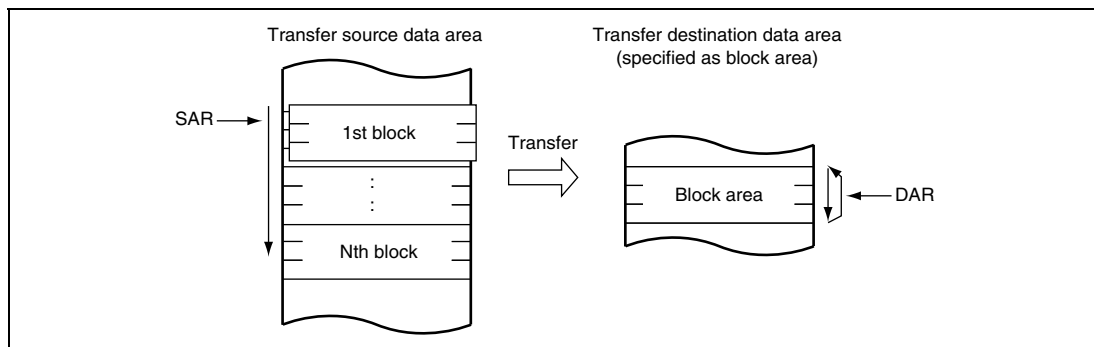 Transfer source data area
Transfer destination data area
(specified as block area)
SAR
1st block
Transfer
Block area
DAR
Nth block